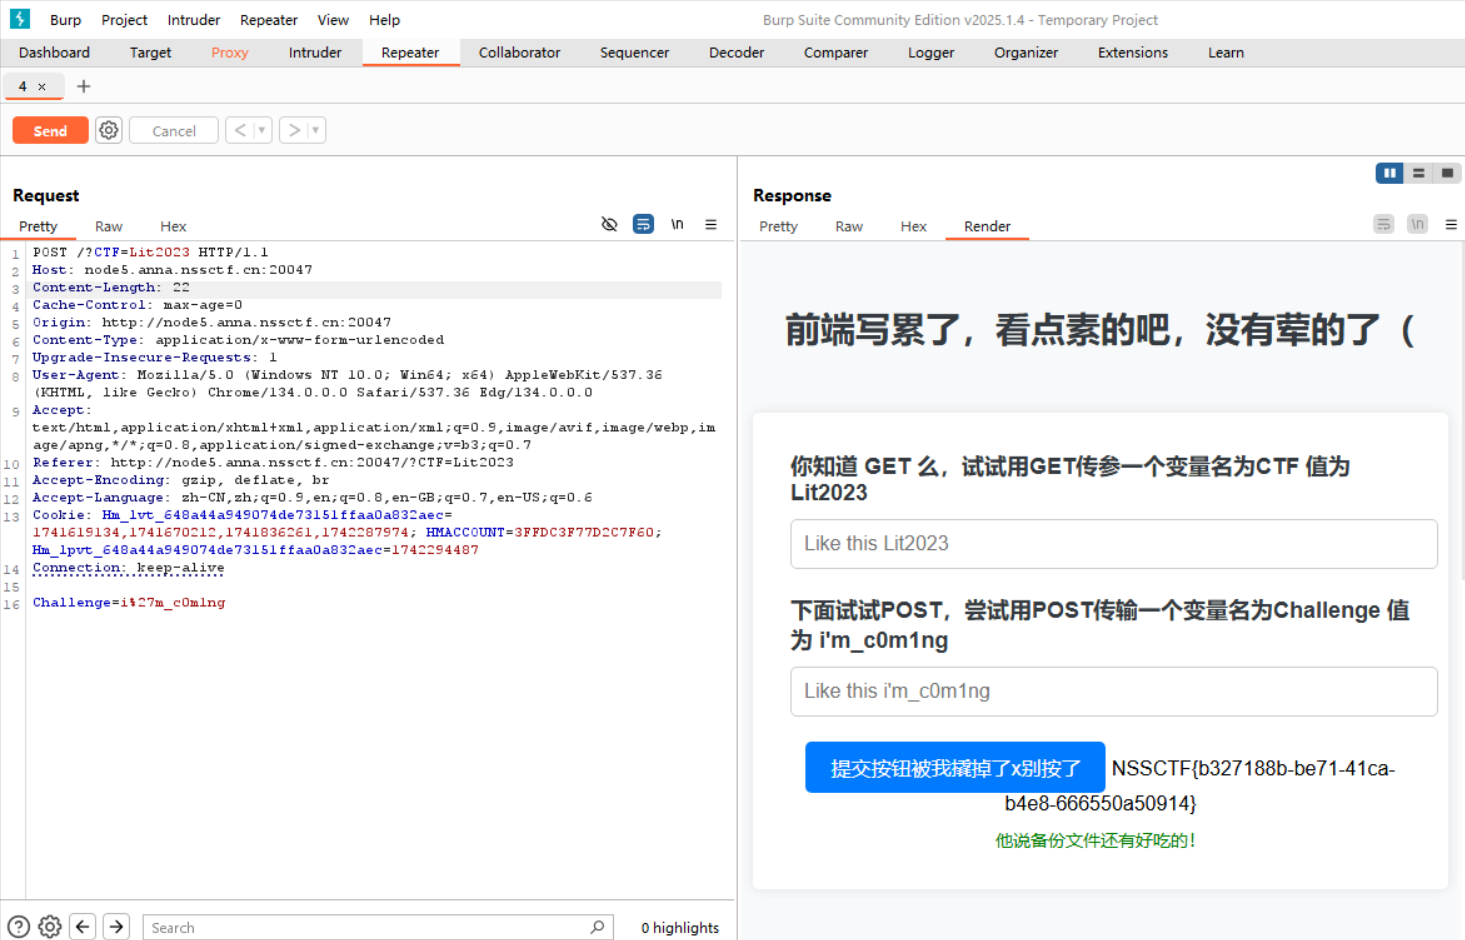 Burp Project Intruder Repeater View Help Burp Suite Community Edition v2025.1.4 - Temporary Project
Dashboard Target Proxy Intruder Repeater Collaborator Sequencer Decoder Comparer Logger Organizer Extensions Learn
4 × +
Send Cancel < ▾ > ▾
Request
Pretty Raw Hex \n
1 POST /?CTF=Lit2023 HTTP/1.1
2 Host: node5.anna.nssctf.cn:20047
3 Content-Length: 22
4 Cache-Control: max-age=0
5 Origin: http://node5.anna.nssctf.cn:20047
6 Content-Type: application/x-www-form-urlencoded
7 Upgrade-Insecure-Requests: 1
8 User-Agent: Mozilla/5.0 (Windows NT 10.0; Win64; x64) AppleWebKit/537.36
(KHTML, like Gecko) Chrome/134.0.0.0 Safari/537.36 Edg/134.0.0.0
9 Accept:
text/html,application/xhtml+xml,application/xml;q=0.9,image/avif,image/webp,im
age/apng,*/*;q=0.8,application/signed-exchange;v=b3;q=0.7
10 Referer: http://node5.anna.nssctf.cn:20047/?CTF=Lit2023
11 Accept-Encoding: gzip, deflate, br
12 Accept-Language: zh-CN,zh;q=0.9,en;q=0.8,en-GB;q=0.7,en-US;q=0.6
13 Cookie: Hm_lvt_648a44a949074de73151ffaa0a832aec=
1741619134,1741670212,1741836261,1742287974; HMACCOUNT=3FFDC3F77D2C7F60;
Hm_lpvt_648a44a949074de73151ffaa0a832aec=1742294487
14 Connection: keep-alive
15
16 Challenge=i%27m_c0m1ng
Search 0 highlights
Response
Pretty Raw Hex Render \n
前端写累了，看点素的吧，没有荤的了（
你知道 GET 么，试试用GET传参一个变量名为CTF 值为
Lit2023
Like this Lit2023
下面试试POST，尝试用POST传输一个变量名为Challenge 值
为 i'm_c0m1ng
Like this i'm_c0m1ng
提交按钮被我撬掉了x别按了 NSSCTF{b327188b-be71-41ca-
b4e8-666550a50914}
他说备份文件还有好吃的！